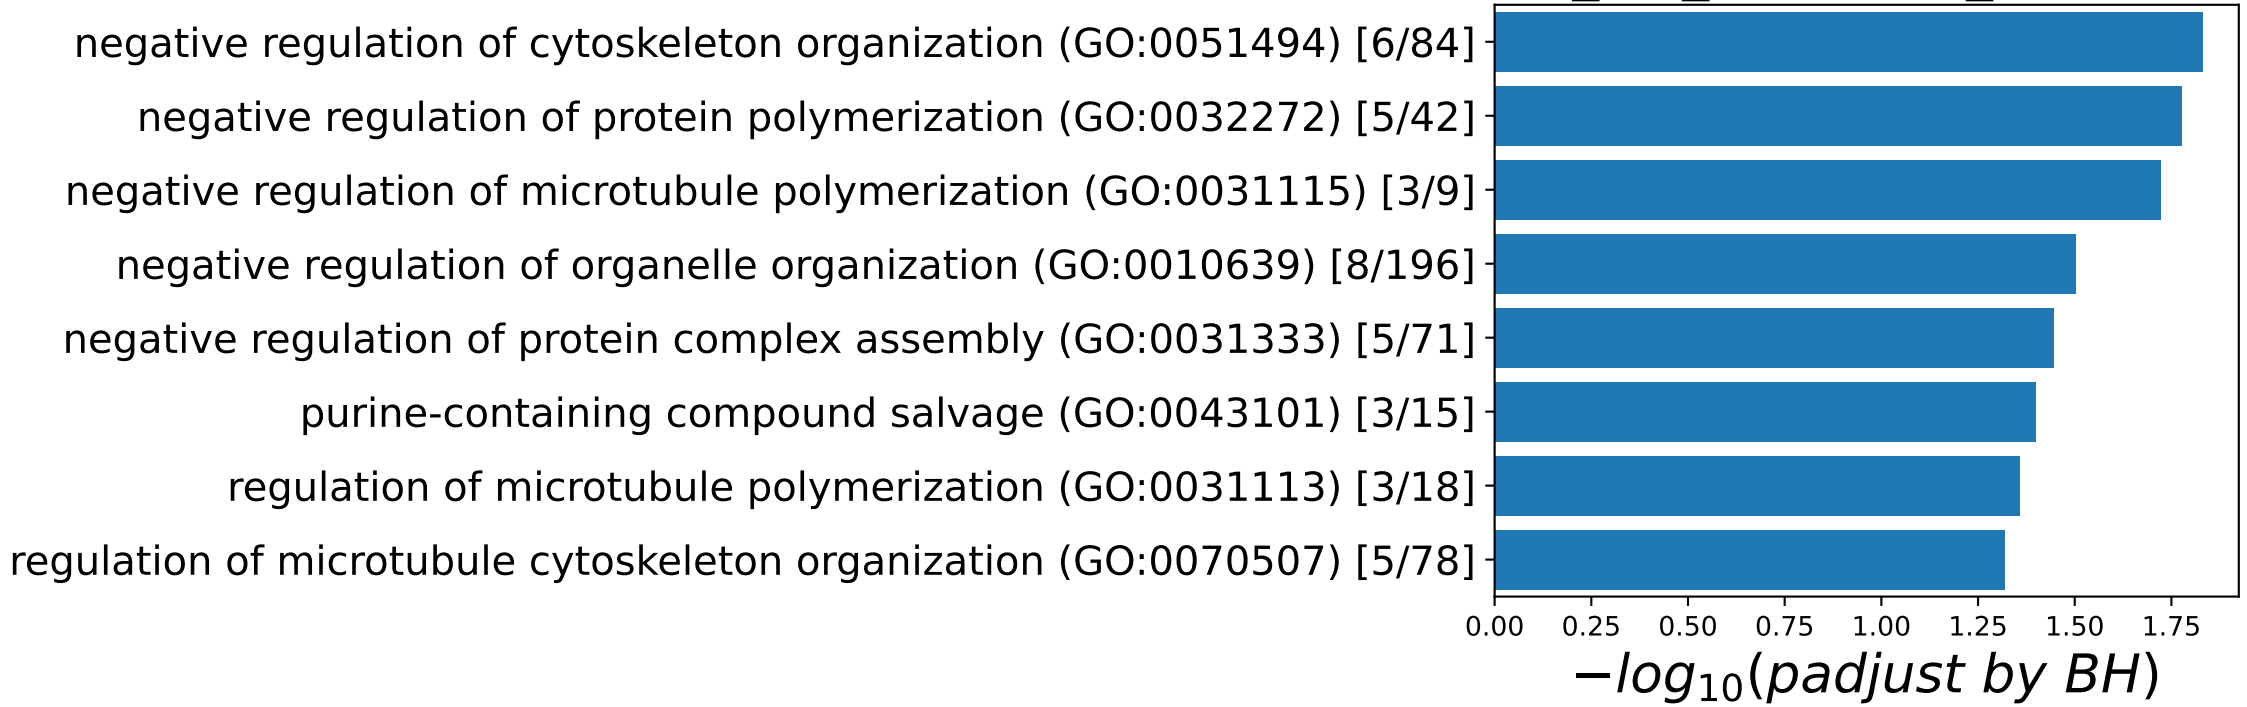 negative regulation of cytoskeleton organization (GO:0051494) [6/84]
negative regulation of protein polymerization (GO:0032272) [5/42]
negative regulation of microtubule polymerization (GO:0031115) [3/9]
negative regulation of organelle organization (GO:0010639) [8/196]
negative regulation of protein complex assembly (GO:0031333) [5/71]
purine-containing compound salvage (GO:0043101) [3/15]
regulation of microtubule polymerization (GO:0031113) [3/18]
regulation of microtubule cytoskeleton organization (GO:0070507) [5/78]
0.00 0.25 0.50 0.75 1.00 1.25 1.50 1.75
−log₁₀(padjust by BH)